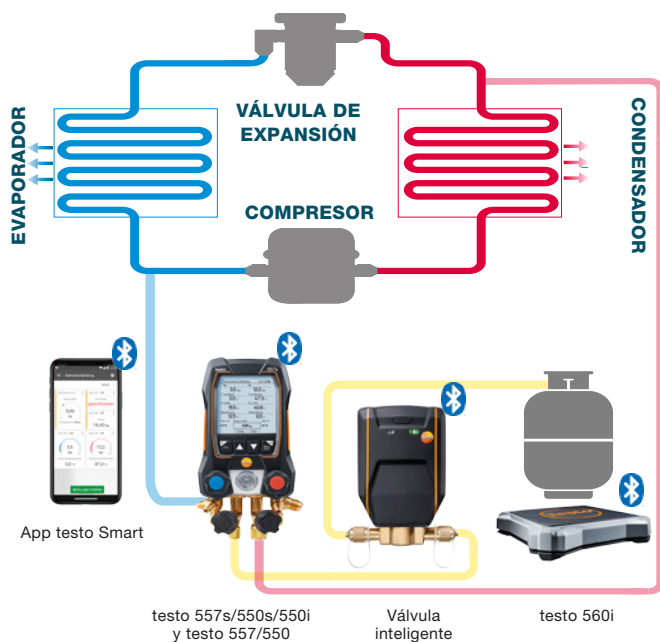 VÁLVULA DE
EXPANSIÓN
EVAPORADOR
CONDENSADOR
COMPRESOR
App testo Smart
testo 557s/550s/550i
y testo 557/550
Válvula
inteligente
testo 560i